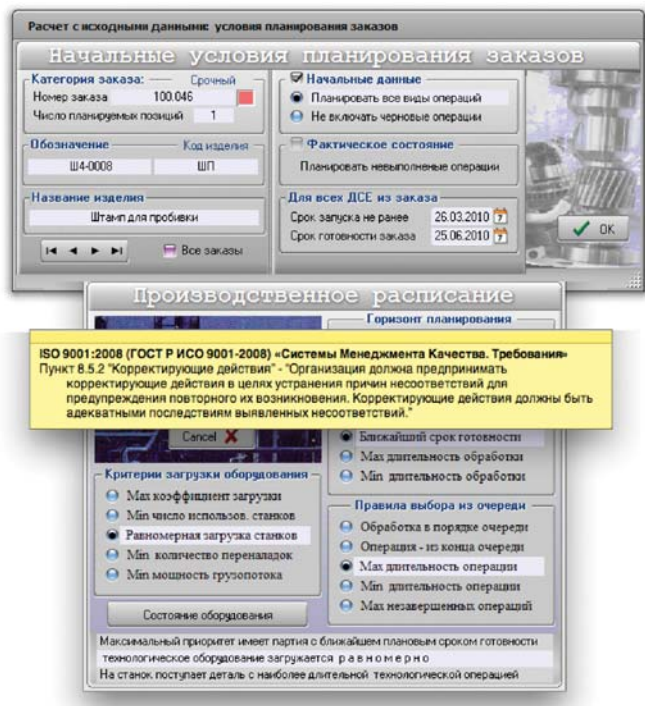 Расчет с исходными данными: условия планирования заказов
Начальные условия планирования заказов
Категория заказа: Срочный
Номер заказа 100.046
Число планируемых позиций 1
Обозначение Код изделия
Ш4-0008 ШП
Название изделия
Штамп для пробивки
Все заказы
Начальные данные
Планировать все виды операций
Не включать черновые операции
Фактическое состояние
Планировать невыполненые операции
Для всех ДСЕ из заказа
Срок запуска не ранее 26.03.2010
Срок готовности заказа 25.06.2010
OK
Производственное расписание
Горизонт планирования
ISO 9001:2008 (ГОСТ Р ИСО 9001-2008) «Системы Менеджмента Качества. Требования»
Пункт 8.5.2 "Корректирующие действия" - "Организация должна предпринимать
корректирующие действия в целях устранения причин несоответствий для
предупреждения повторного их возникновения. Корректирующие действия должны быть
адекватными последствиям выявленных несоответствий."
Cancel
Критерии загрузки оборудования
Max коэффициент загрузки
Min число использов. станков
Равномерная загрузка станков
Min количество переналадок
Min мощность грузопотока
Состояние оборудования
Ближайший срок готовности
Max длительность обработки
Min длительность обработки
Правила выбора из очереди
Обработка в порядке очереди
Операция - из конца очереди
Max длительность операции
Min длительность операции
Max незавершенных операций
Максимальный приоритет имеет партия с ближайшем плановым сроком готовности
технологическое оборудование загружается р а в н о м е р н о
На станок поступает деталь с наиболее длительной технологической операцией